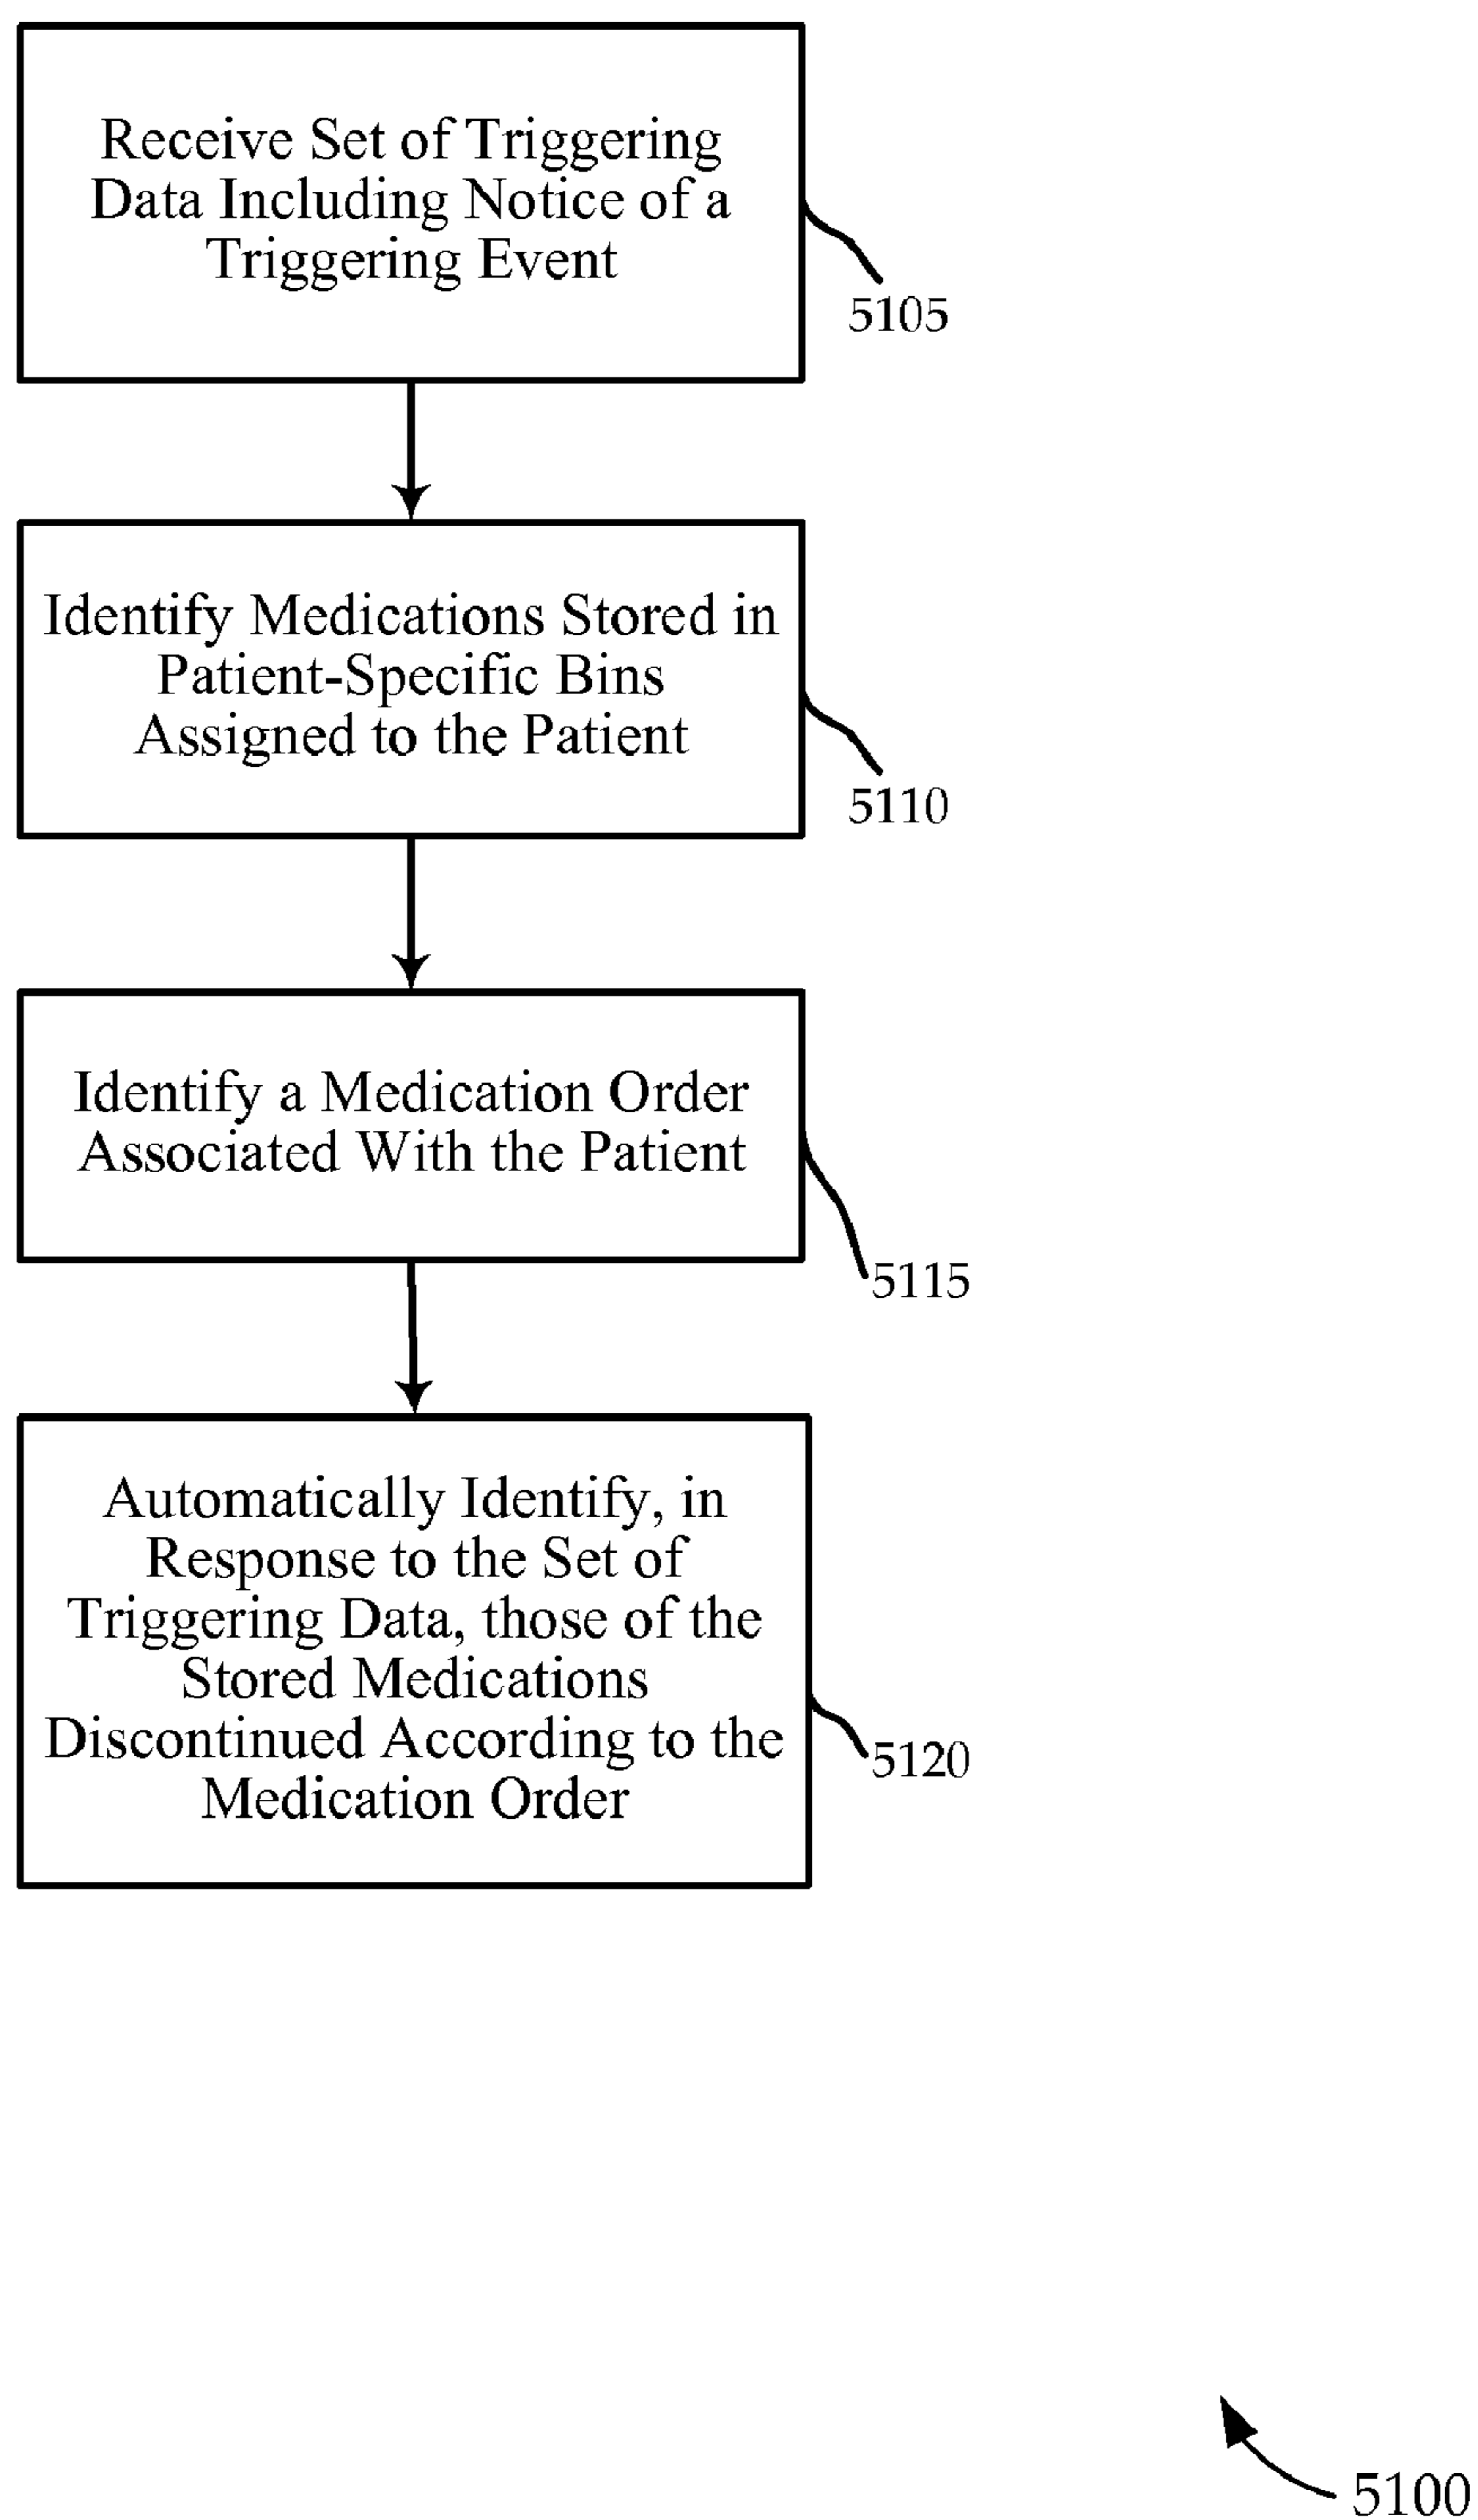 Receive Set of Triggering
Data Including Notice of a
Triggering Event
5105
Identify Medications Stored in
Patient-Specific Bins
Assigned to the Patient
5110
Identify a Medication Order
Associated With the Patient
5115
Automatically Identify, in
Response to the Set of
Triggering Data, those of the
Stored Medications
Discontinued According to the
Medication Order
5120
5100